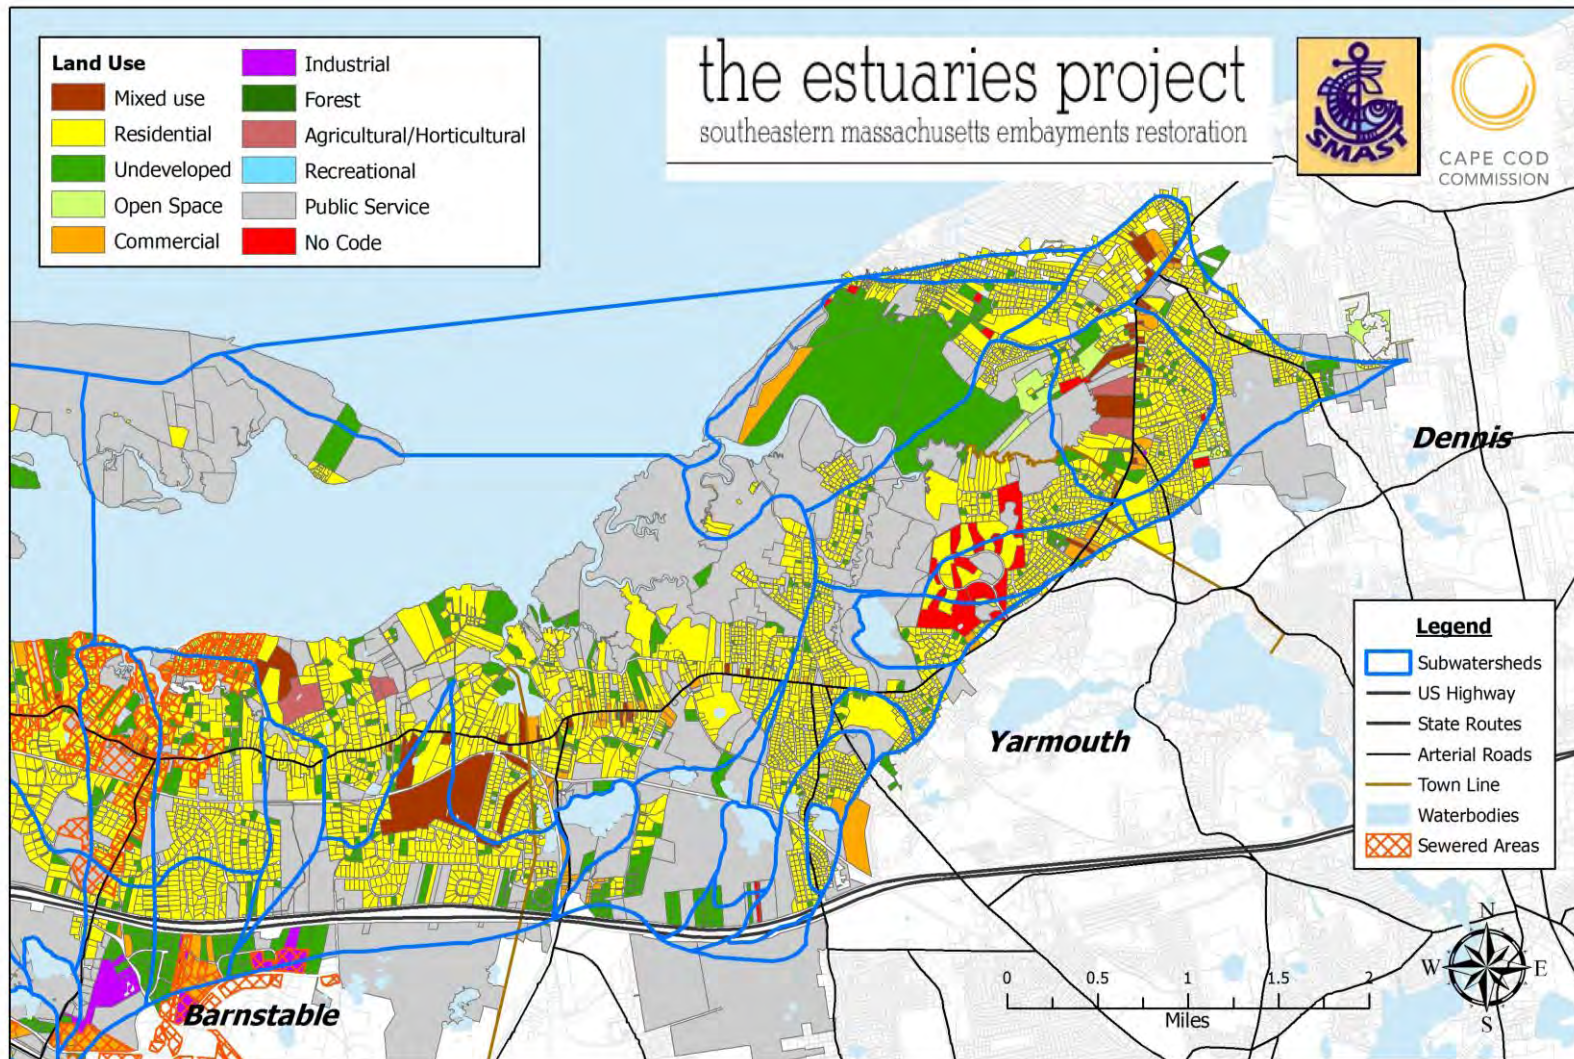 Land Use
Mixed use
Residential
Undeveloped
Open Space
Commercial
Industrial
Forest
Agricultural/Horticultural
Recreational
Public Service
No Code
the estuaries project
southeastern massachusetts embayments restoration
SMAST
CAPE COD
COMMISSION
Dennis
Yarmouth
Barnstable
Legend
Subwatersheds
US Highway
State Routes
Arterial Roads
Town Line
Waterbodies
Sewered Areas
N
W E
S
0 0.5 1 1.5 2
Miles